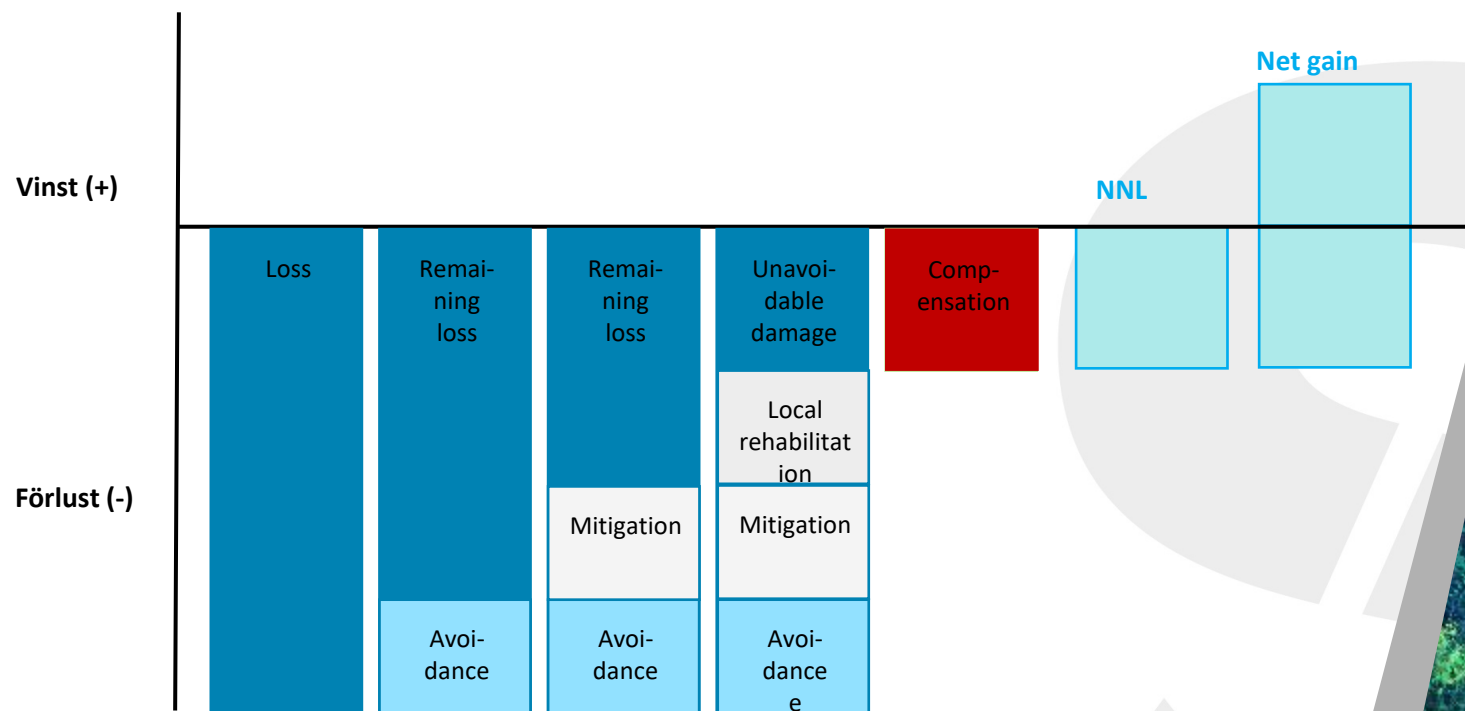 Net gain
Vinst (+)
NNL
Loss
Remai-
ning
loss
Remai-
ning
loss
Unavoi-
dable
damage
Comp-
ensation
Local
rehabilitat
ion
Förlust (-)
Mitigation
Mitigation
Avoi-
dance
Avoi-
dance
Avoi-
dance
e